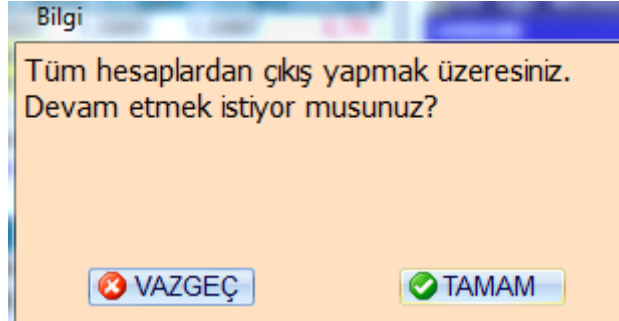 Bilgi
Tüm hesaplardan çıkış yapmak üzeresiniz.
Devam etmek istiyor musunuz?
VAZGEÇ
TAMAM